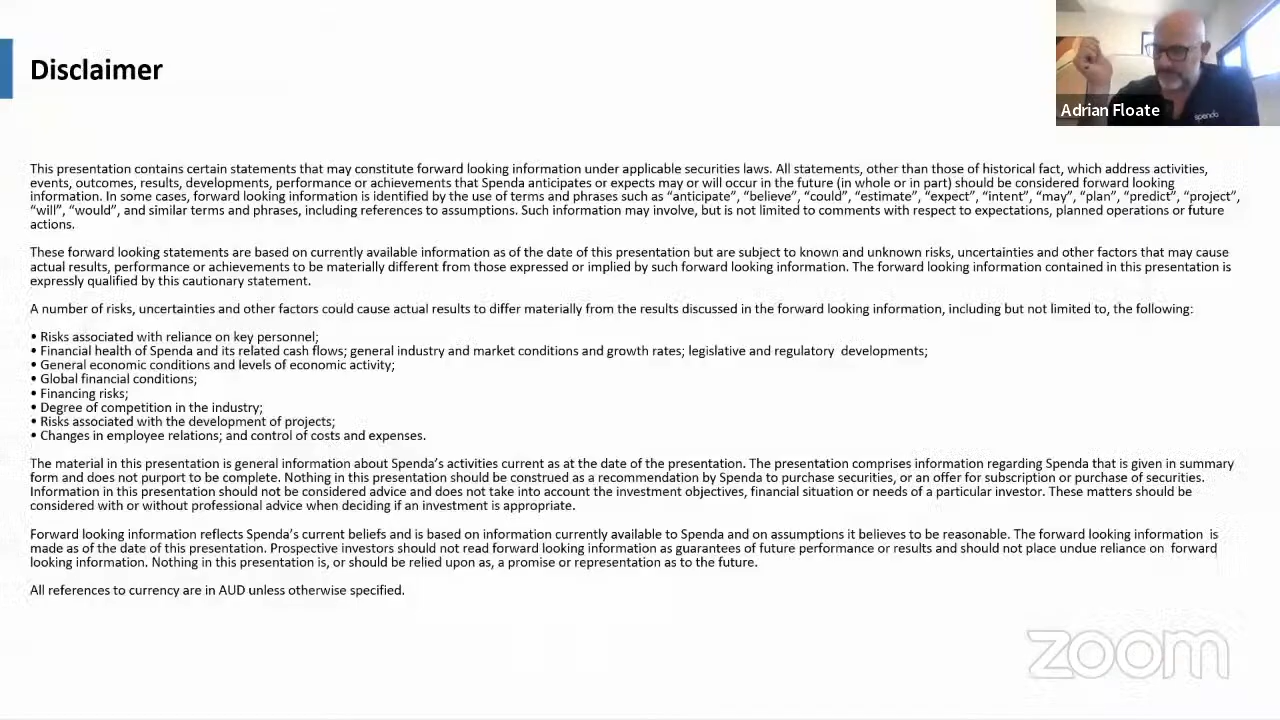 Disclaimer
Adrian Floate
spenda
This presentation contains certain statements that may constitute forward looking information under applicable securities laws. All statements, other than those of historical fact, which address activities,
events, outcomes, results, developments, performance or achievements that Spenda anticipates or expects may or will occur in the future (in whole or in part) should be considered forward looking
information. In some cases, forward looking information is identified by the use of terms and phrases such as “anticipate”, “believe”, “could”, “estimate”, “expect”, “intent”, “may”, “plan”, “predict”, “project”,
“will”, “would”, and similar terms and phrases, including references to assumptions. Such information may involve, but is not limited to comments with respect to expectations, planned operations or future
actions.
These forward looking statements are based on currently available information as of the date of this presentation but are subject to known and unknown risks, uncertainties and other factors that may cause
actual results, performance or achievements to be materially different from those expressed or implied by such forward looking information. The forward looking information contained in this presentation is
expressly qualified by this cautionary statement.
A number of risks, uncertainties and other factors could cause actual results to differ materially from the results discussed in the forward looking information, including but not limited to, the following:
• Risks associated with reliance on key personnel;
• Financial health of Spenda and its related cash flows; general industry and market conditions and growth rates; legislative and regulatory developments;
• General economic conditions and levels of economic activity;
• Global financial conditions;
• Financing risks;
• Degree of competition in the industry;
• Risks associated with the development of projects;
• Changes in employee relations; and control of costs and expenses.
The material in this presentation is general information about Spenda’s activities current as at the date of the presentation. The presentation comprises information regarding Spenda that is given in summary
form and does not purport to be complete. Nothing in this presentation should be construed as a recommendation by Spenda to purchase securities, or an offer for subscription or purchase of securities.
Information in this presentation should not be considered advice and does not take into account the investment objectives, financial situation or needs of a particular investor. These matters should be
considered with or without professional advice when deciding if an investment is appropriate.
Forward looking information reflects Spenda’s current beliefs and is based on information currently available to Spenda and on assumptions it believes to be reasonable. The forward looking information is
made as of the date of this presentation. Prospective investors should not read forward looking information as guarantees of future performance or results and should not place undue reliance on forward
looking information. Nothing in this presentation is, or should be relied upon as, a promise or representation as to the future.
All references to currency are in AUD unless otherwise specified.
zoom